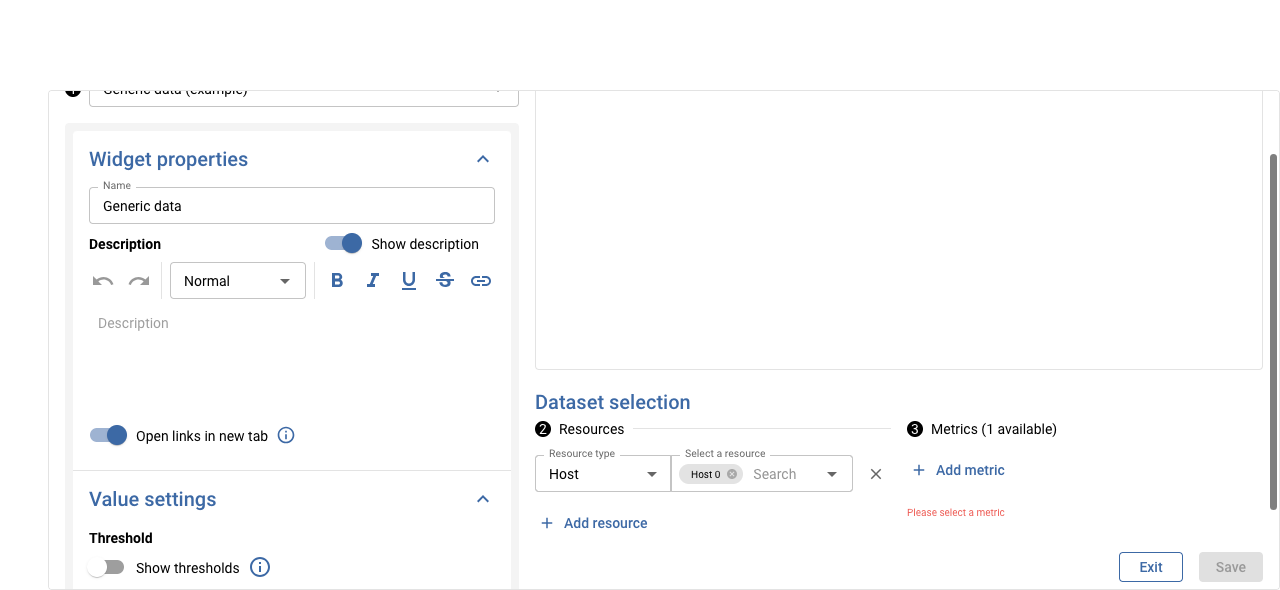 Generic data (example)
Widget properties
Name
Generic data
Description
Show description
Normal
B I U S
Description
Open links in new tab
Value settings
Threshold
Show thresholds
Dataset selection
2 Resources
Resource type
Host
Select a resource
Host 0
Search
Add resource
3 Metrics (1 available)
Add metric
Please select a metric
Exit
Save